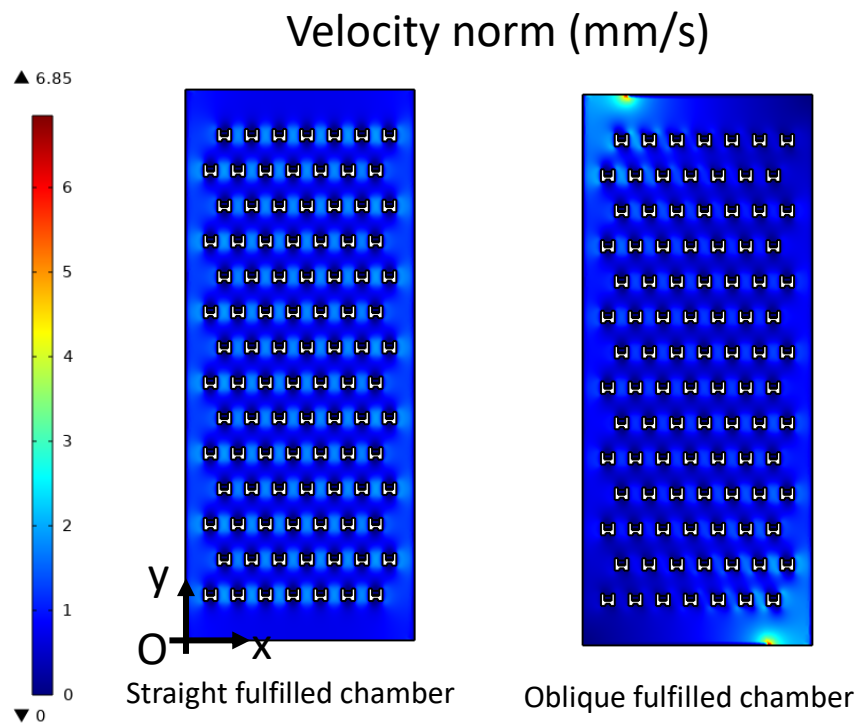 Velocity norm (mm/s)
▲ 6.85
6
5
4
3
2
1
0
▼ 0
y
O
x
Straight fulfilled chamber
Oblique fulfilled chamber